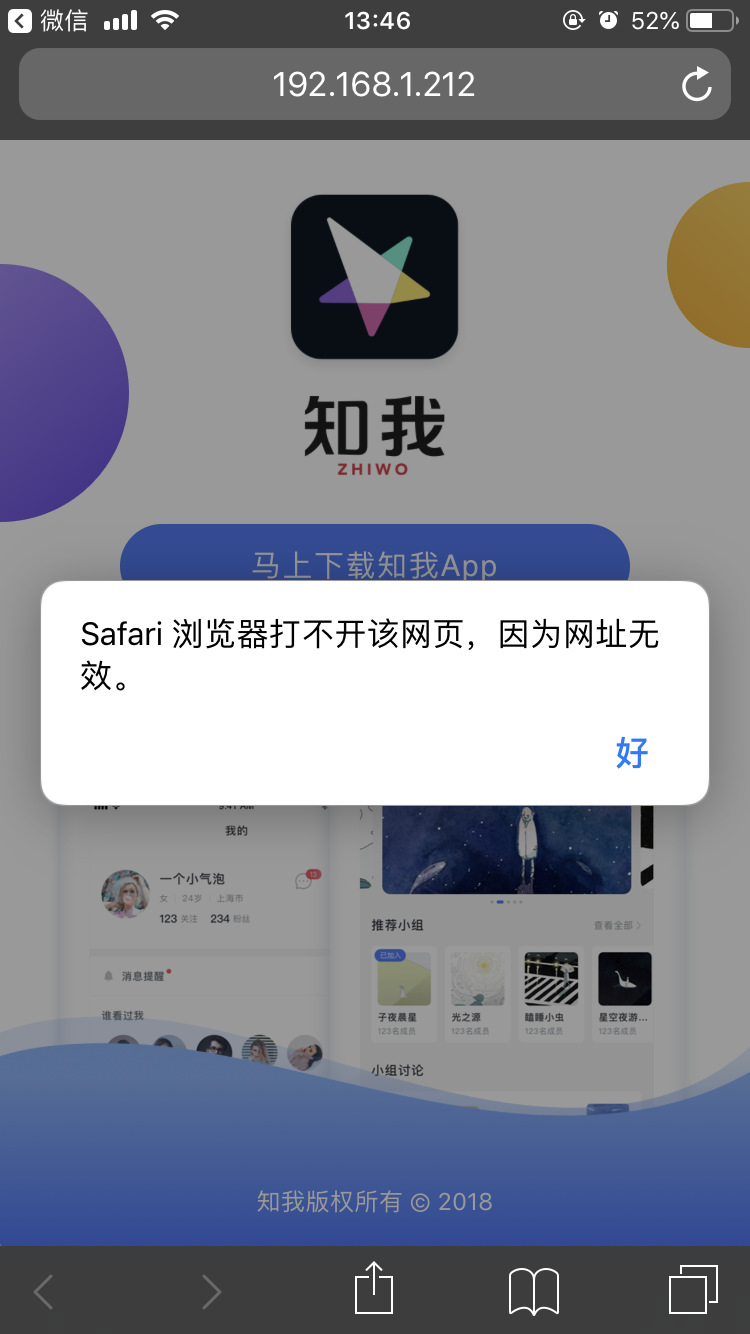 微信
13:46
52%
192.168.1.212
知我
ZHIWO
马上下载知我App
Safari 浏览器打不开该网页，因为网址无
效。
好
我的
一个小气泡
13
女 24岁 上海市
123 关注 234 粉丝
消息提醒
谁看过我
推荐小组 查看全部
已加入
子夜晨星 光之源 瞌睡小虫 星空夜游...
123名成员 123名成员 123名成员 123名成员
小组讨论
知我版权所有 © 2018